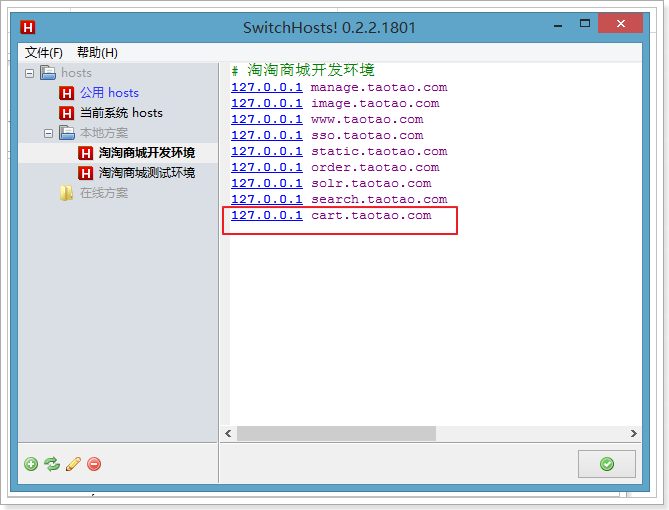 SwitchHosts! 0.2.2.1801
文件(F) 帮助(H)
hosts
公用 hosts
当前系统 hosts
本地方案
淘淘商城开发环境
淘淘商城测试环境
在线方案
# 淘淘商城开发环境
127.0.0.1 manage.taotao.com
127.0.0.1 image.taotao.com
127.0.0.1 www.taotao.com
127.0.0.1 sso.taotao.com
127.0.0.1 static.taotao.com
127.0.0.1 order.taotao.com
127.0.0.1 solr.taotao.com
127.0.0.1 search.taotao.com
127.0.0.1 cart.taotao.com